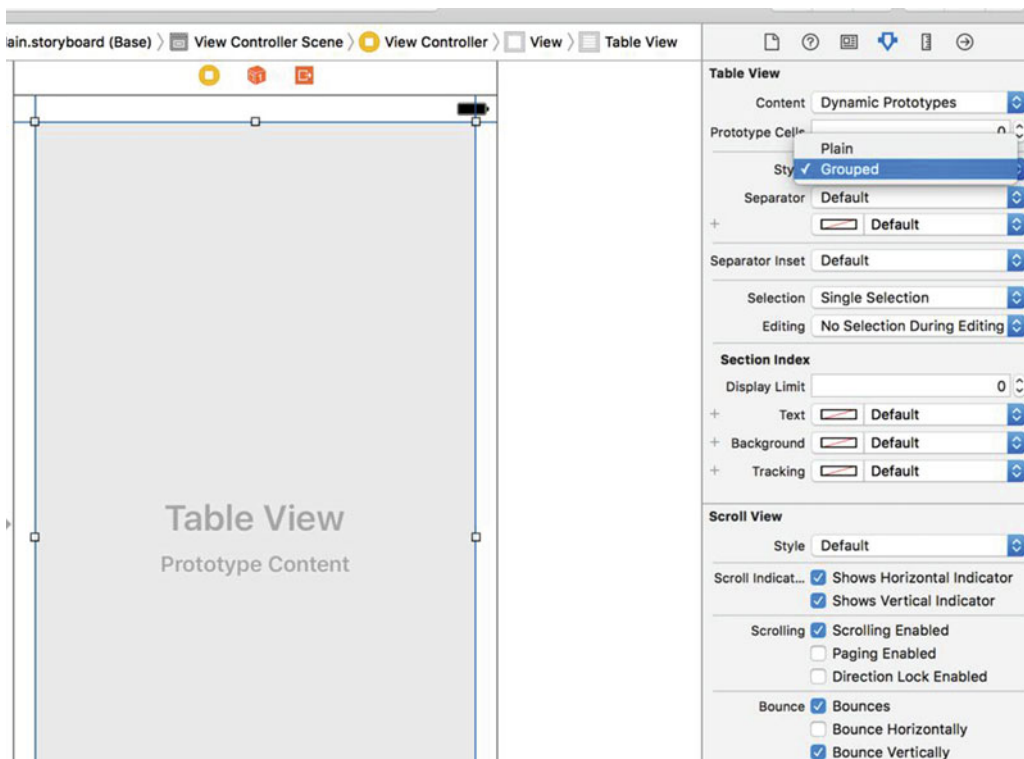 ain.storyboard (Base) 〉 View Controller Scene 〉 View Controller 〉 View 〉 Table View
Table View
Content Dynamic Prototypes
Prototype Cells 0
Plain
Sty ✓ Grouped
Separator Default
+ Default
Separator Inset Default
Selection Single Selection
Editing No Selection During Editing
Section Index
Display Limit 0
+ Text Default
+ Background Default
+ Tracking Default
Scroll View
Style Default
Scroll Indicat... Shows Horizontal Indicator
Shows Vertical Indicator
Scrolling Scrolling Enabled
Paging Enabled
Direction Lock Enabled
Bounce Bounces
Bounce Horizontally
Bounce Vertically
Table View
Prototype Content